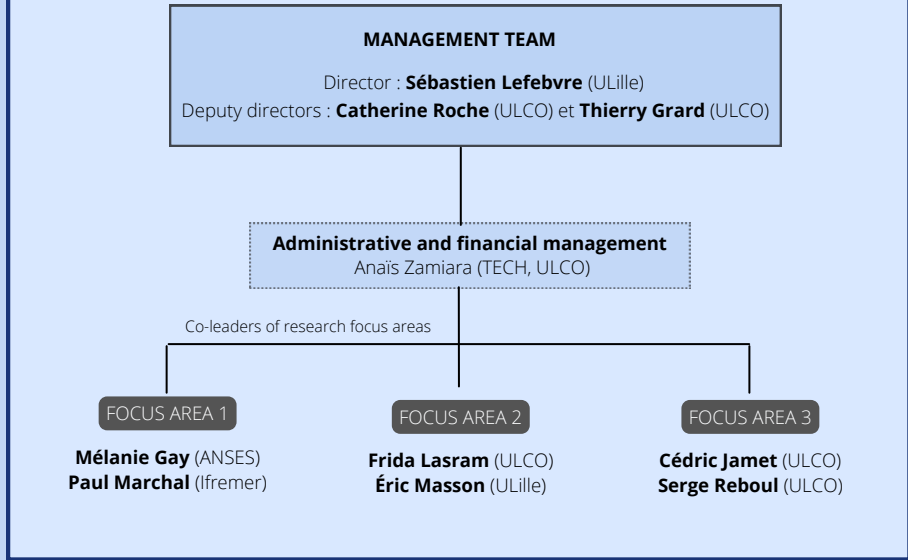 MANAGEMENT TEAM
Director : Sébastien Lefebvre (ULille)
Deputy directors : Catherine Roche (ULCO) et Thierry Grard (ULCO)
Administrative and financial management
Anaïs Zamiara (TECH, ULCO)
Co-leaders of research focus areas
FOCUS AREA 1
Mélanie Gay (ANSES)
Paul Marchal (Ifremer)
FOCUS AREA 2
Frida Lasram (ULCO)
Éric Masson (ULille)
FOCUS AREA 3
Cédric Jamet (ULCO)
Serge Reboul (ULCO)